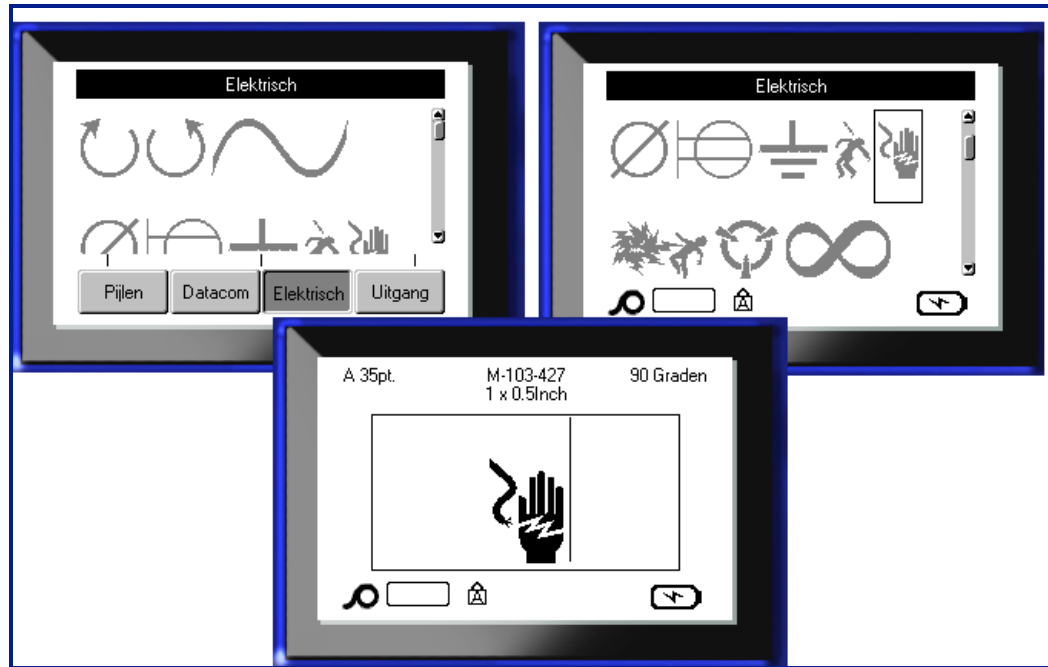 Elektrisch
Pijlen Datacom Elektrisch Uitgang
Elektrisch
A
A 35pt. M-103-427 90 Graden
1 x 0.5Inch
A